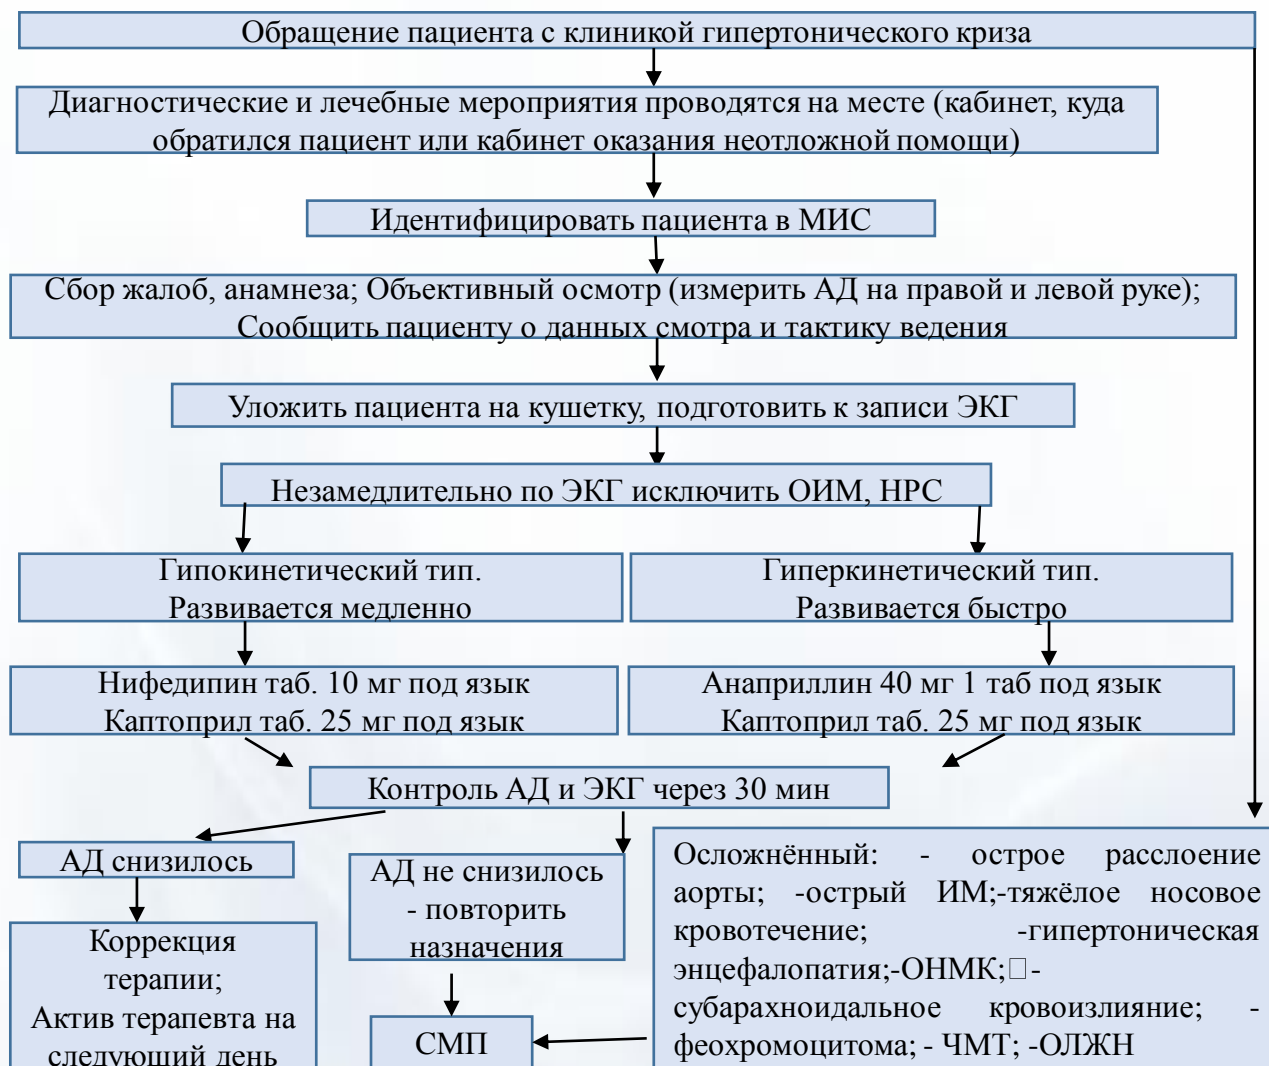 Обращение пациента с клиникой гипертонического криза
Диагностические и лечебные мероприятия проводятся на месте (кабинет, куда
обратился пациент или кабинет оказания неотложной помощи)
Идентифицировать пациента в МИС
Сбор жалоб, анамнеза; Объективный осмотр (измерить АД на правой и левой руке);
Сообщить пациенту о данных смотра и тактику ведения
Уложить пациента на кушетку, подготовить к записи ЭКГ
Незамедлительно по ЭКГ исключить ОИМ, НРС
Гипокинетический тип.
Развивается медленно
Гиперкинетический тип.
Развивается быстро
Нифедипин таб. 10 мг под язык
Каптоприл таб. 25 мг под язык
Анаприллин 40 мг 1 таб под язык
Каптоприл таб. 25 мг под язык
Контроль АД и ЭКГ через 30 мин
АД снизилось
АД не снизилось
- повторить
назначения
Коррекция
терапии;
Актив терапевта на
следующий день
СМП
Осложнённый: - острое расслоение
аорты; -острый ИМ;-тяжёлое носовое
кровотечение; -гипертоническая
энцефалопатия;-ОНМК;□-
субарахноидальное кровоизлияние; -
феохромоцитома; - ЧМТ; -ОЛЖН